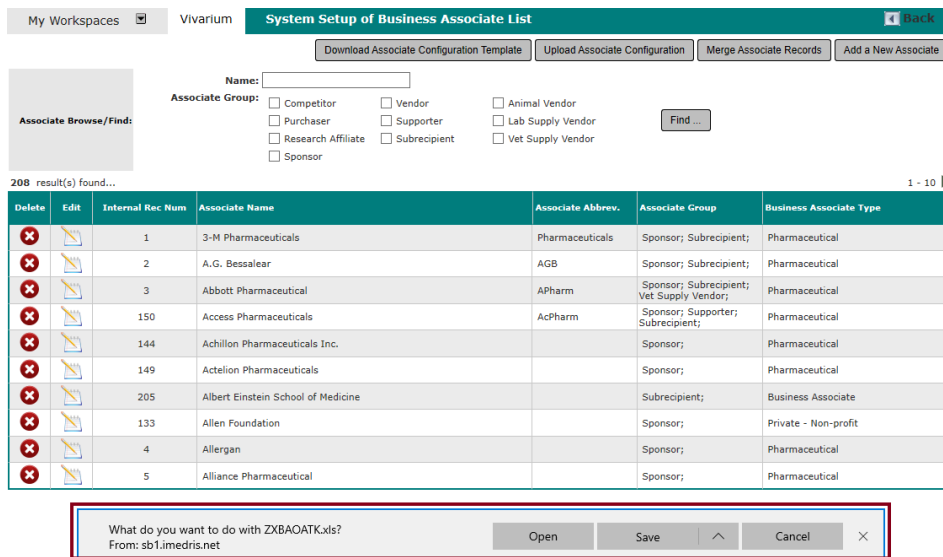 My Workspaces Vivarium System Setup of Business Associate List Back
Download Associate Configuration Template Upload Associate Configuration Merge Associate Records Add a New Associate
Associate Browse/Find:
Name:
Associate Group:
Competitor Vendor Animal Vendor
Purchaser Supporter Lab Supply Vendor
Research Affiliate Subrecipient Vet Supply Vendor
Sponsor
Find ...
208 result(s) found... 1 - 10
Delete Edit Internal Rec Num Associate Name Associate Abbrev. Associate Group Business Associate Type
1 3-M Pharmaceuticals Pharmaceuticals Sponsor; Subrecipient; Pharmaceutical
2 A.G. Bessalear AGB Sponsor; Subrecipient; Pharmaceutical
3 Abbott Pharmaceutical APharm Sponsor; Subrecipient; Vet Supply Vendor; Pharmaceutical
150 Access Pharmaceuticals AcPharm Sponsor; Supporter; Subrecipient; Pharmaceutical
144 Achillon Pharmaceuticals Inc. Sponsor; Pharmaceutical
149 Actelion Pharmaceuticals Sponsor; Pharmaceutical
205 Albert Einstein School of Medicine Subrecipient; Business Associate
133 Allen Foundation Sponsor; Private - Non-profit
4 Allergan Sponsor; Pharmaceutical
5 Alliance Pharmaceutical Sponsor; Pharmaceutical
What do you want to do with ZXBAOATK.xls?
From: sb1.imedris.net
Open Save Cancel